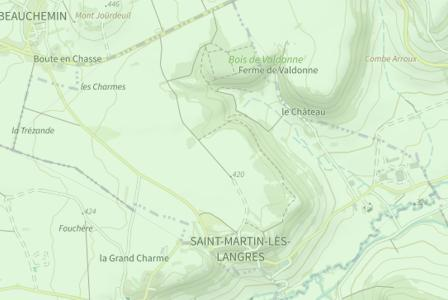 446
BEAUCHEMIN
Mont Jourdeuil
Bois de Valdonne
Boute en Chasse
Combe Arroux
Ferme de Valdonne
les Charmes
le Château
la Trézande
420
424
Fouchère
SAINT-MARTIN-LÈS-
LANGRES
la Grand Charme